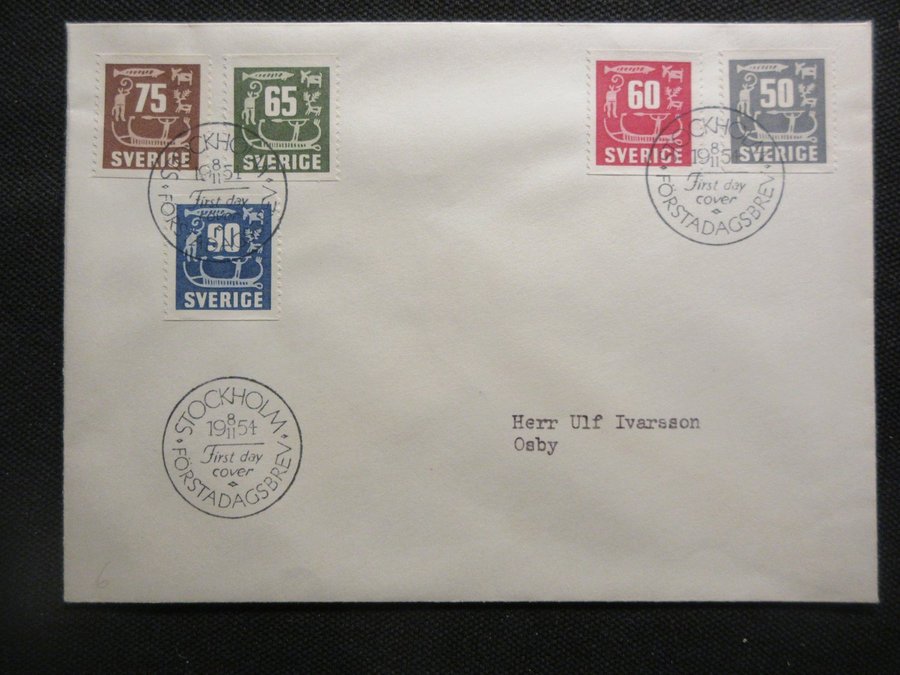 75
SVERIGE
65
SVERIGE
60
SVERIGE
50
90
SVERIGE
STOCKHOLM
19 8/11 54
First day
cover
FÖRSTADAGSBREV
STOCKHOLM
19 8/11 54
First day
cover
FÖRSTADAGSBREV
STOCKHOLM
19 8/11 54
First day
cover
FÖRSTADAGSBREV
Herr Ulf Ivarsson
Osby
6